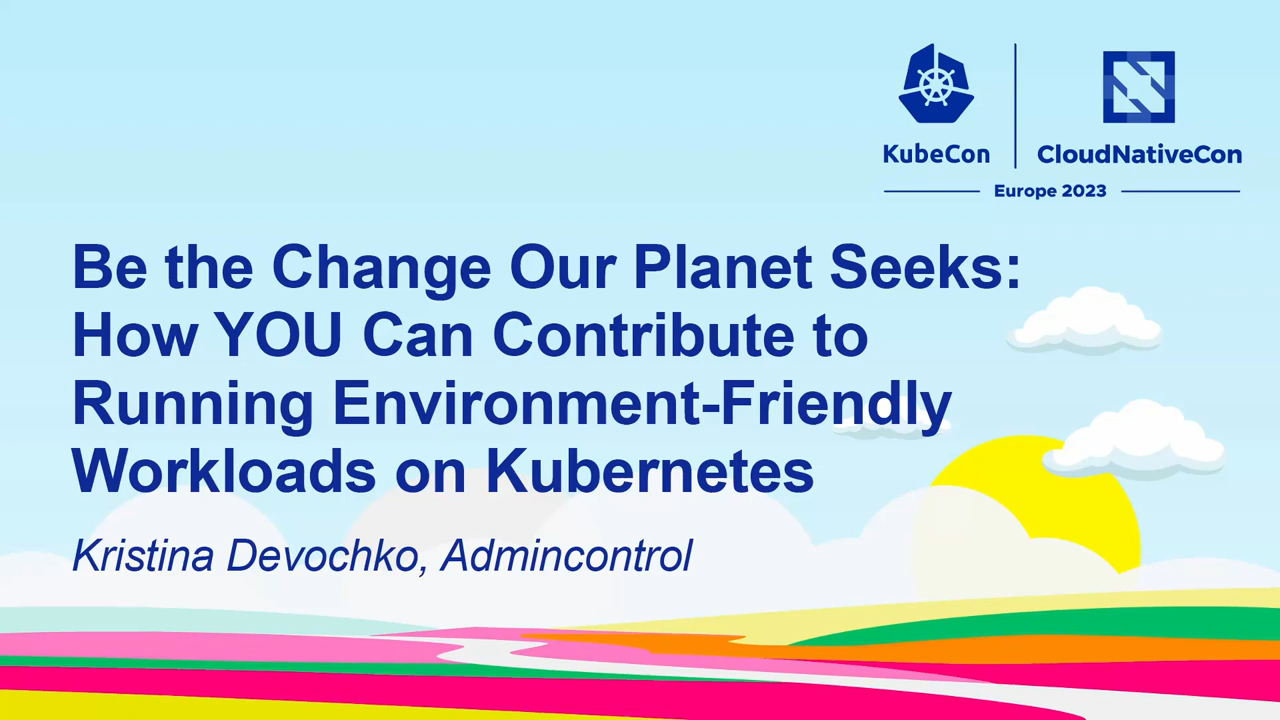 KubeCon
CloudNativeCon
Europe 2023
Be the Change Our Planet Seeks:
How YOU Can Contribute to
Running Environment-Friendly
Workloads on Kubernetes
Kristina Devochko, Admincontrol